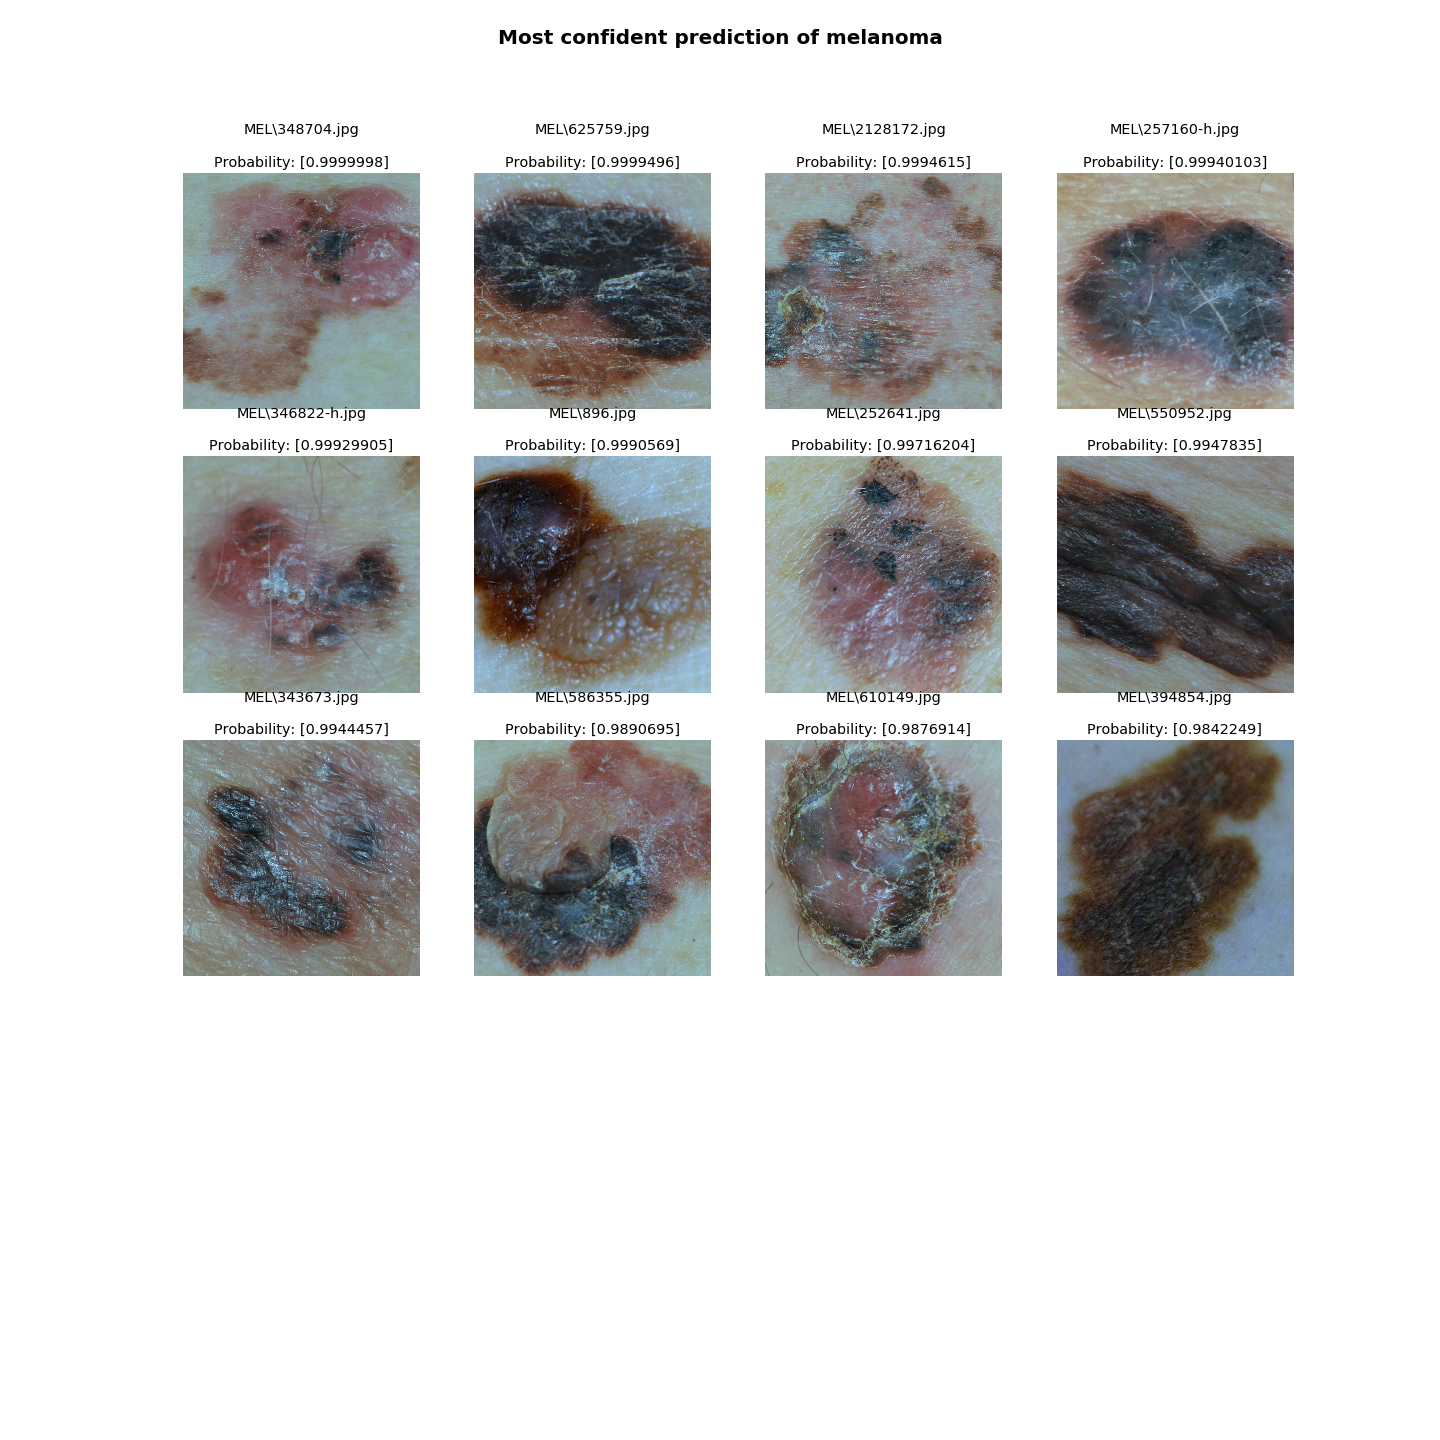 Most confident prediction of melanoma
MEL\348704.jpg
Probability: [0.9999998]
MEL\625759.jpg
Probability: [0.9999496]
MEL\2128172.jpg
Probability: [0.9994615]
MEL\257160-h.jpg
Probability: [0.99940103]
MEL\346822-h.jpg
Probability: [0.99929905]
MEL\896.jpg
Probability: [0.9990569]
MEL\252641.jpg
Probability: [0.99716204]
MEL\550952.jpg
Probability: [0.9947835]
MEL\343673.jpg
Probability: [0.9944457]
MEL\586355.jpg
Probability: [0.9890695]
MEL\610149.jpg
Probability: [0.9876914]
MEL\394854.jpg
Probability: [0.9842249]